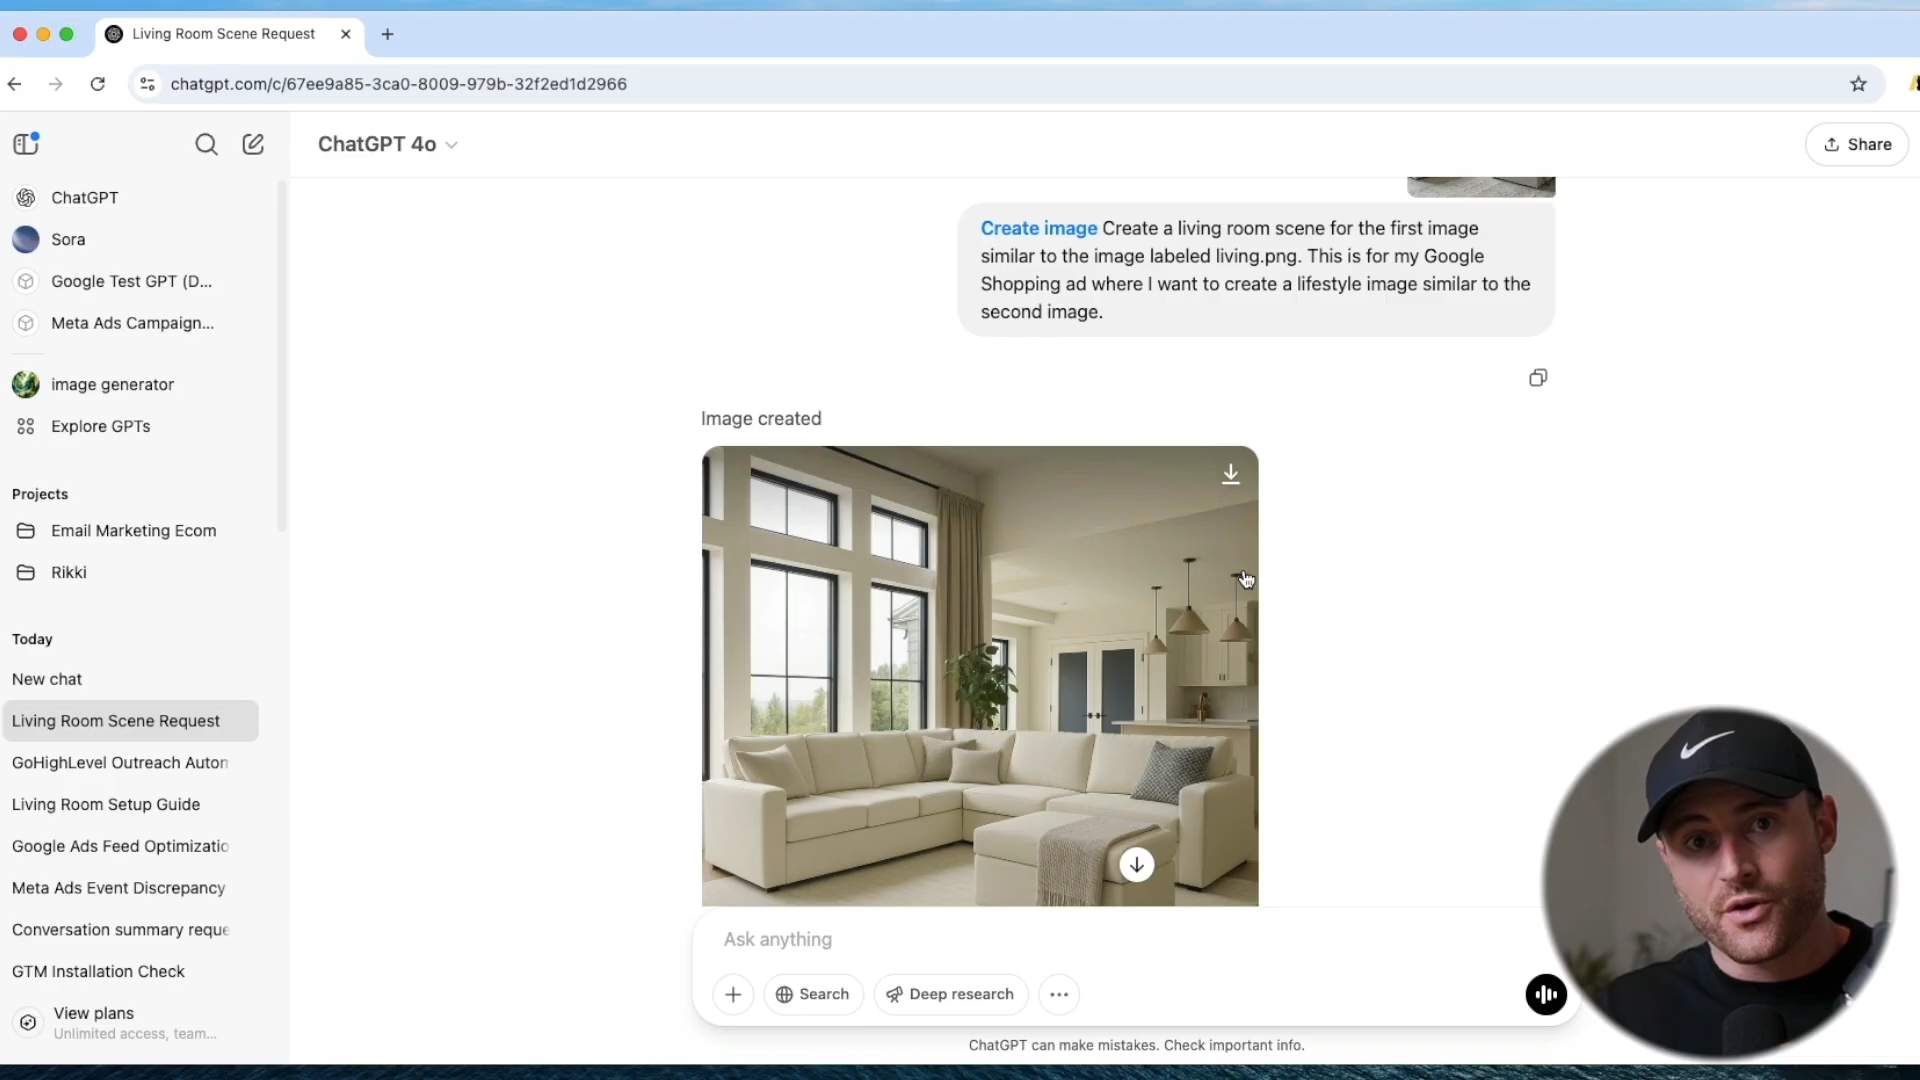 Living Room Scene Request
chatgpt.com/c/67ee9a85-3ca0-8009-979b-32f2ed1d2966
ChatGPT 4o
Share
ChatGPT
Sora
Google Test GPT (D...
Meta Ads Campaign...
image generator
Explore GPTs
Projects
Email Marketing Ecom
Rikki
Today
New chat
Living Room Scene Request
GoHighLevel Outreach Autom
Living Room Setup Guide
Google Ads Feed Optimizatio
Meta Ads Event Discrepancy
Conversation summary reque
GTM Installation Check
View plans
Unlimited access, team...
Create image Create a living room scene for the first image
similar to the image labeled living.png. This is for my Google
Shopping ad where I want to create a lifestyle image similar to the
second image.
Image created
Ask anything
Search
Deep research
ChatGPT can make mistakes. Check important info.